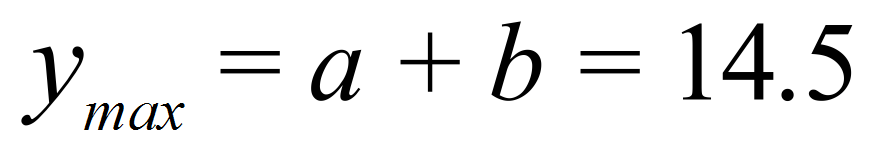 y_max = a + b = 14.5